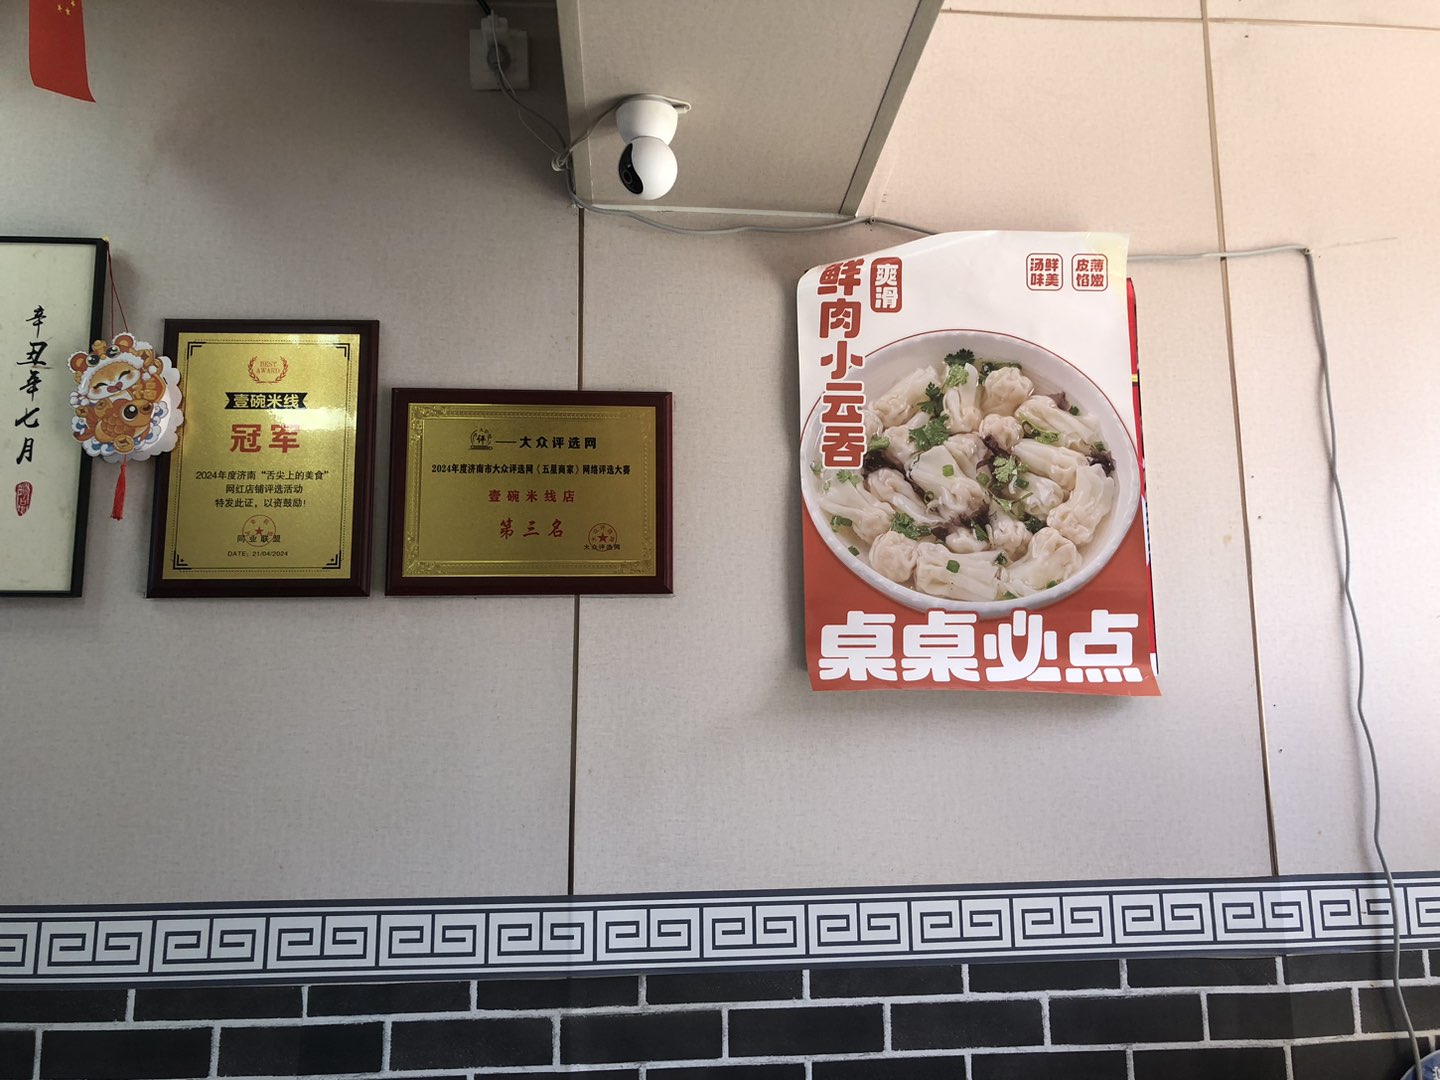 辛丑年七月
BEST
AWARD
壹碗米线
冠军
2024年度济南“舌尖上的美食”
网红店铺评选活动
特发此证，以资鼓励！
同业联盟
DATE: 21/04/2024
评
——大众评选网
2024年度济南市大众评选网（五星商家）网络评选大赛
壹碗米线店
第三名
大众评选网
鲜肉小云吞
爽滑
汤鲜
味美
皮薄
馅嫩
桌桌必点